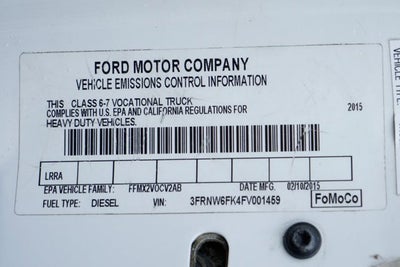 FORD MOTOR COMPANY
VEHICLE EMISSIONS CONTROL INFORMATION
THIS CLASS 6-7 VOCATIONAL TRUCK
COMPLIES WITH U.S. EPA AND CALIFORNIA REGULATIONS FOR 2015
HEAVY DUTY VEHICLES.
LRRA
EPA VEHICLE FAMILY: FFMX2VOCV2AB DATE MFG. 02/10/2015
FUEL TYPE: DIESEL VIN: 3FRNW6FK4FV001459 FoMoCo
VEHICLE